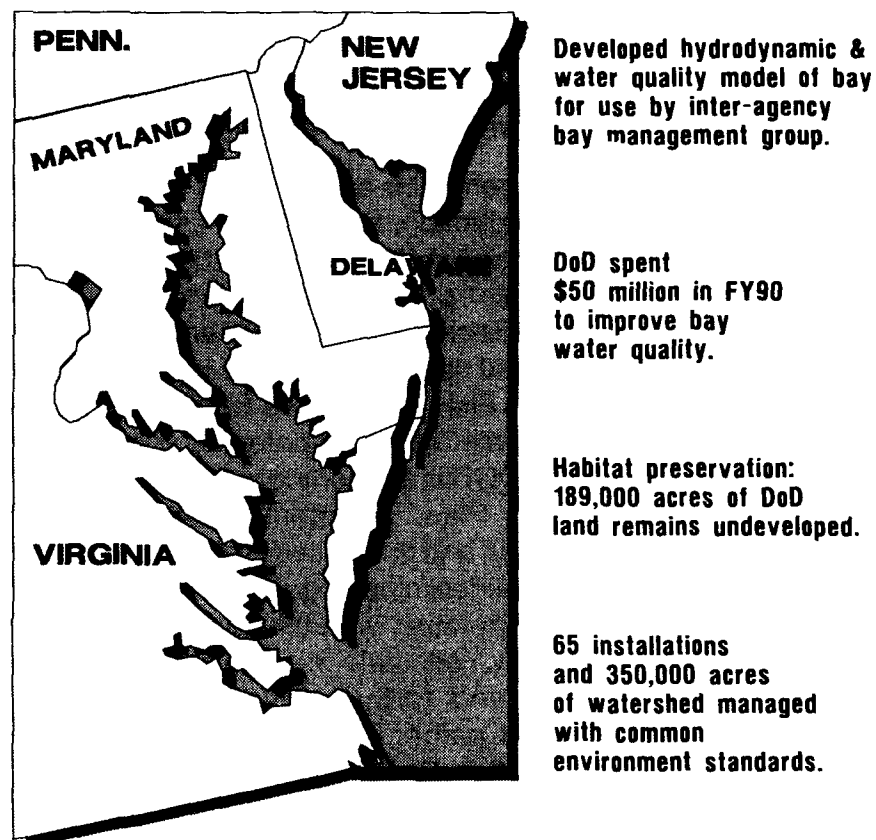 PENN.
NEW
JERSEY
MARYLAND
DELAWARE
VIRGINIA
Developed hydrodynamic &
water quality model of bay
for use by inter-agency
bay management group.
DoD spent
$50 million in FY90
to improve bay
water quality.
Habitat preservation:
189,000 acres of DoD
land remains undeveloped.
65 installations
and 350,000 acres
of watershed managed
with common
environment standards.